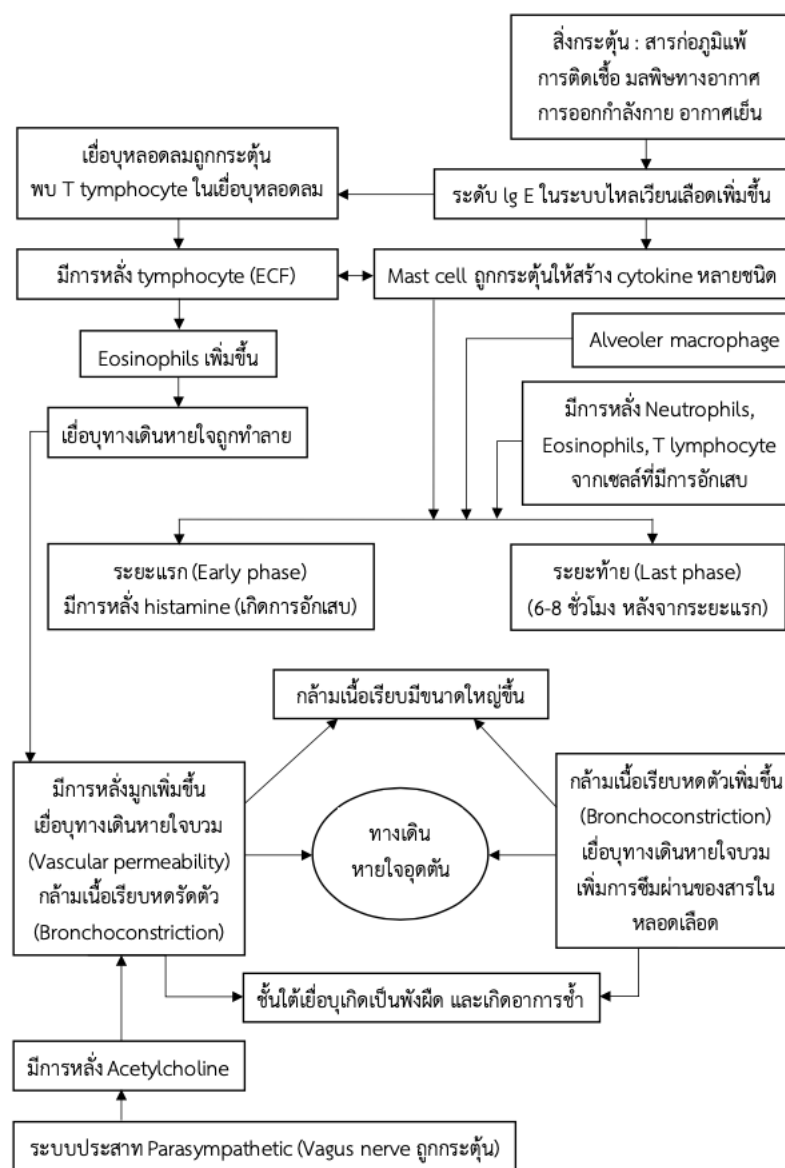 สิ่งกระตุ้น : สารก่อภูมิแพ้
การติดเชื้อ มลพิษทางอากาศ
การออกกำลังกาย อากาศเย็น
เยื่อบุหลอดลมถูกกระตุ้น
พบ T tymphocyte ในเยื่อบุหลอดลม
ระดับ lg E ในระบบไหลเวียนเลือดเพิ่มขึ้น
มีการหลั่ง tymphocyte (ECF)
Mast cell ถูกกระตุ้นให้สร้าง cytokine หลายชนิด
Alveoler macrophage
Eosinophils เพิ่มขึ้น
มีการหลั่ง Neutrophils,
Eosinophils, T lymphocyte
จากเซลล์ที่มีการอักเสบ
เยื่อบุทางเดินหายใจถูกทำลาย
ระยะแรก (Early phase)
มีการหลั่ง histamine (เกิดการอักเสบ)
ระยะท้าย (Last phase)
(6-8 ชั่วโมง หลังจากระยะแรก)
กล้ามเนื้อเรียบมีขนาดใหญ่ขึ้น
มีการหลั่งมูกเพิ่มขึ้น
เยื่อบุทางเดินหายใจบวม
(Vascular permeability)
กล้ามเนื้อเรียบหดรัดตัว
(Bronchoconstriction)
ทางเดิน
หายใจอุดตัน
กล้ามเนื้อเรียบหดตัวเพิ่มขึ้น
(Bronchoconstriction)
เยื่อบุทางเดินหายใจบวม
เพิ่มการซึมผ่านของสารใน
หลอดเลือด
ชั้นใต้เยื่อบุเกิดเป็นพังผืด และเกิดอาการซ้ำ
มีการหลั่ง Acetylcholine
ระบบประสาท Parasympathetic (Vagus nerve ถูกกระตุ้น)